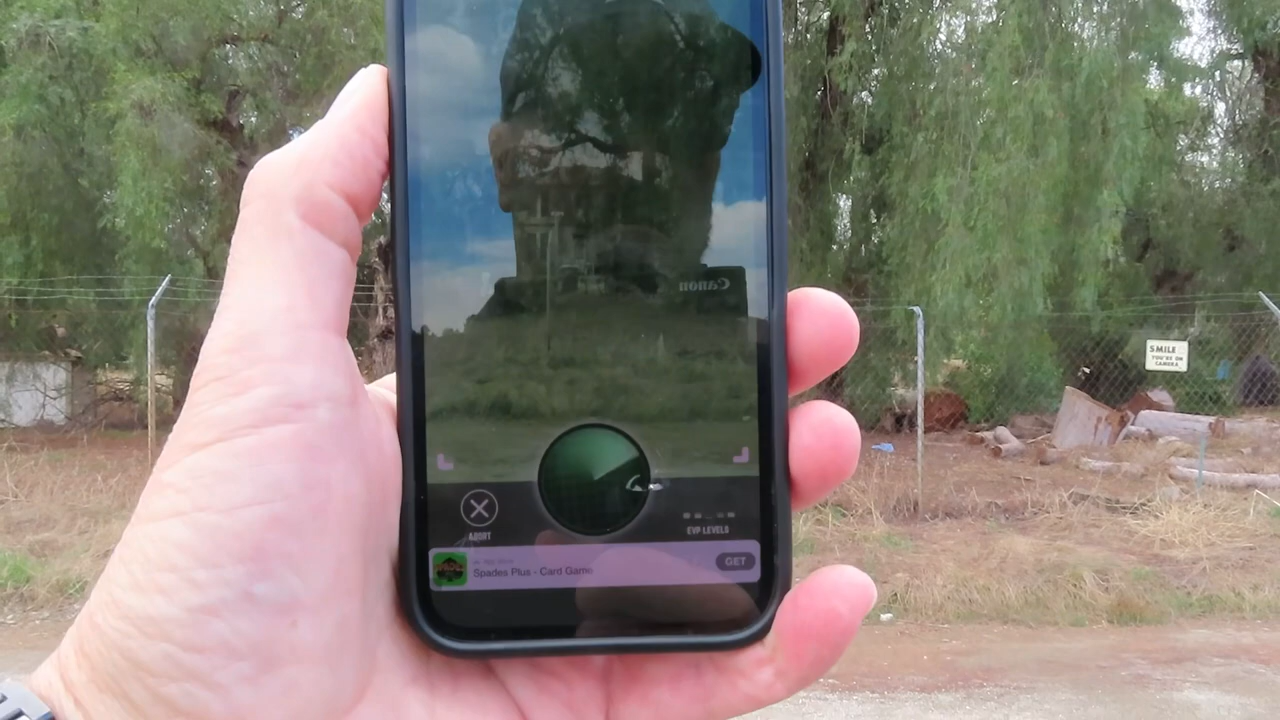 Canon
SMILE
YOU'RE ON
CAMERA
ABORT
EVP LEVELS
Spades Plus - Card Game
GET